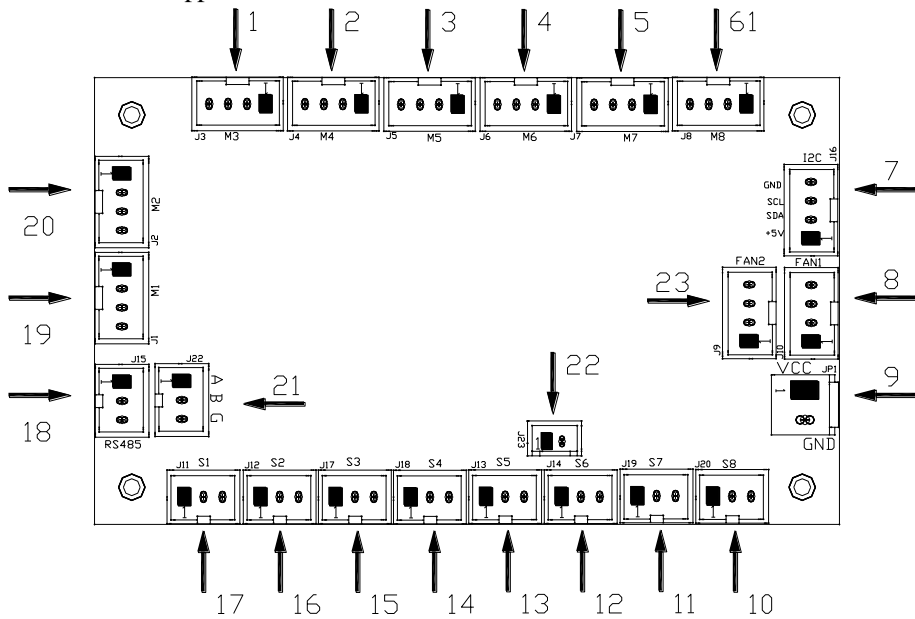 1 2 3 4 5 61
J3 M3 J4 M4 J5 M5 J6 M6 J7 M7 J8 M8
I2C J16
GND
SCL
SDA
+5V
7
M2
J2
20
FAN2 FAN1
23
8
J9 J10
M1
J1
19
VCC JP1
1
9
GND
J15 J22
A
B
G
21
18
RS485
22
J23 1
J11 S1 J12 S2 J17 S3 J18 S4 J13 S5 J14 S6 J19 S7 J20 S8
1 1 1 1 1 1 1 1
17 16 15 14 13 12 11 10